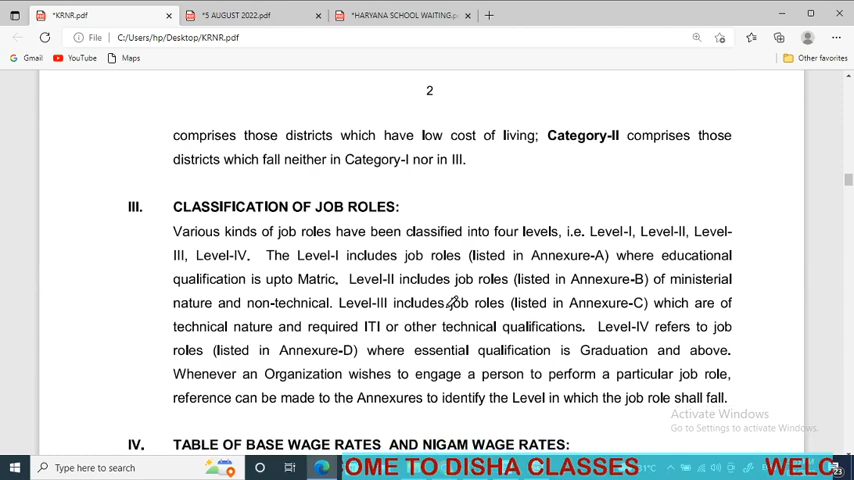 *KRNR.pdf
*5 AUGUST 2022.pdf
*HARYANA SCHOOL WAITING.p
File
C:/Users/hp/Desktop/KRNR.pdf
Gmail
YouTube
Maps
Other favorites
2
comprises those districts which have low cost of living; Category-II comprises those
districts which fall neither in Category-I nor in III.
III. CLASSIFICATION OF JOB ROLES:
Various kinds of job roles have been classified into four levels, i.e. Level-I, Level-II, Level-
III, Level-IV. The Level-I includes job roles (listed in Annexure-A) where educational
qualification is upto Matric. Level-II includes job roles (listed in Annexure-B) of ministerial
nature and non-technical. Level-III includes job roles (listed in Annexure-C) which are of
technical nature and required ITI or other technical qualifications. Level-IV refers to job
roles (listed in Annexure-D) where essential qualification is Graduation and above.
Whenever an Organization wishes to engage a person to perform a particular job role,
reference can be made to the Annexures to identify the Level in which the job role shall fall.
Activate Windows
Go to Settings to activate Windows.
IV. TABLE OF BASE WAGE RATES AND NIGAM WAGE RATES:
Type here to search
OME TO DISHA CLASSES
WELC
23